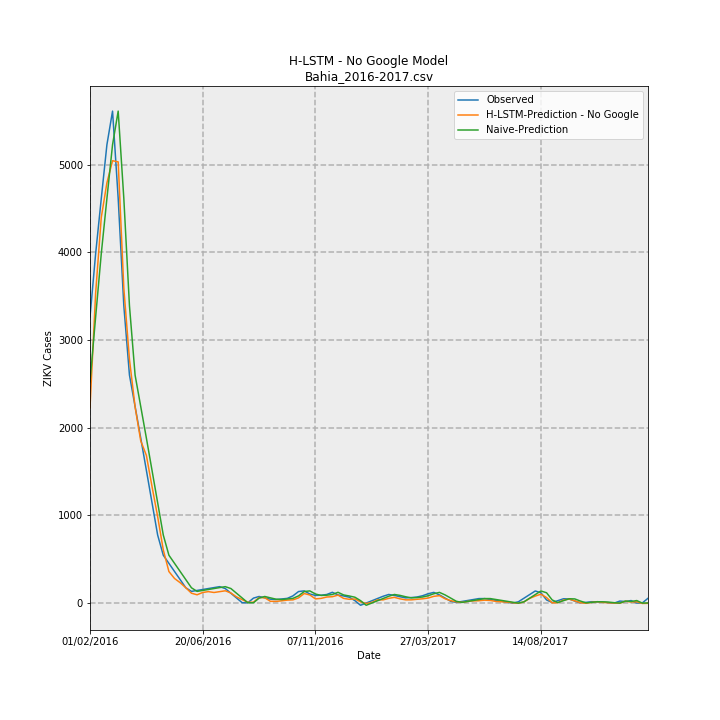 H-LSTM - No Google Model
Bahia_2016-2017.csv
Observed
H-LSTM-Prediction - No Google
Naive-Prediction
ZIKV Cases
5000
4000
3000
2000
1000
0
01/02/2016 20/06/2016 07/11/2016 27/03/2017 14/08/2017
Date